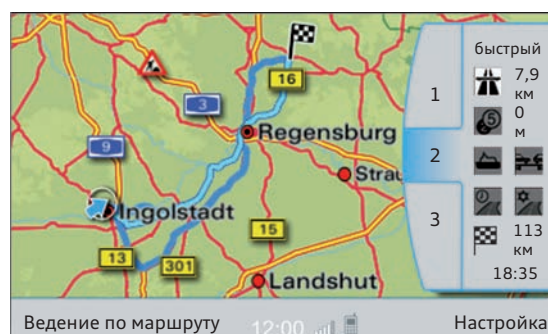 16
3
9
Regensburg
Strau
Ingolstadt
15
13
301
Landshut
1
2
3
быстрый
7,9
км
5
0
м
113
км
18:35
Ведение по маршруту
12:00
Настройка